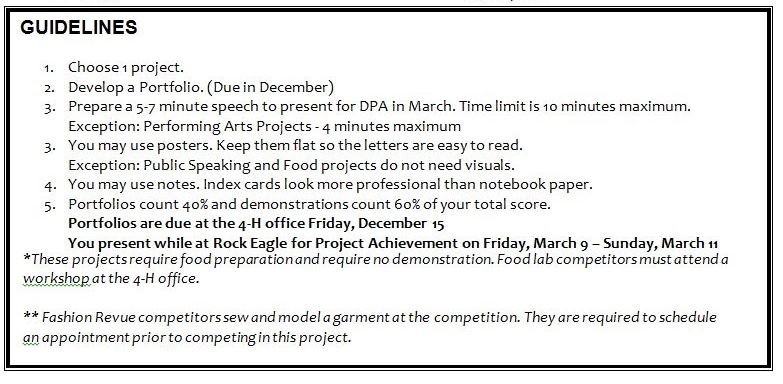 GUIDELINES
1. Choose 1 project.
2. Develop a Portfolio. (Due in December)
3. Prepare a 5-7 minute speech to present for DPA in March. Time limit is 10 minutes maximum.
Exception: Performing Arts Projects - 4 minutes maximum
3. You may use posters. Keep them flat so the letters are easy to read.
Exception: Public Speaking and Food projects do not need visuals.
4. You may use notes. Index cards look more professional than notebook paper.
5. Portfolios count 40% and demonstrations count 60% of your total score.
Portfolios are due at the 4-H office Friday, December 15
You present while at Rock Eagle for Project Achievement on Friday, March 9 – Sunday, March 11
*These projects require food preparation and require no demonstration. Food lab competitors must attend a
workshop at the 4-H office.
** Fashion Revue competitors sew and model a garment at the competition. They are required to schedule
an appointment prior to competing in this project.